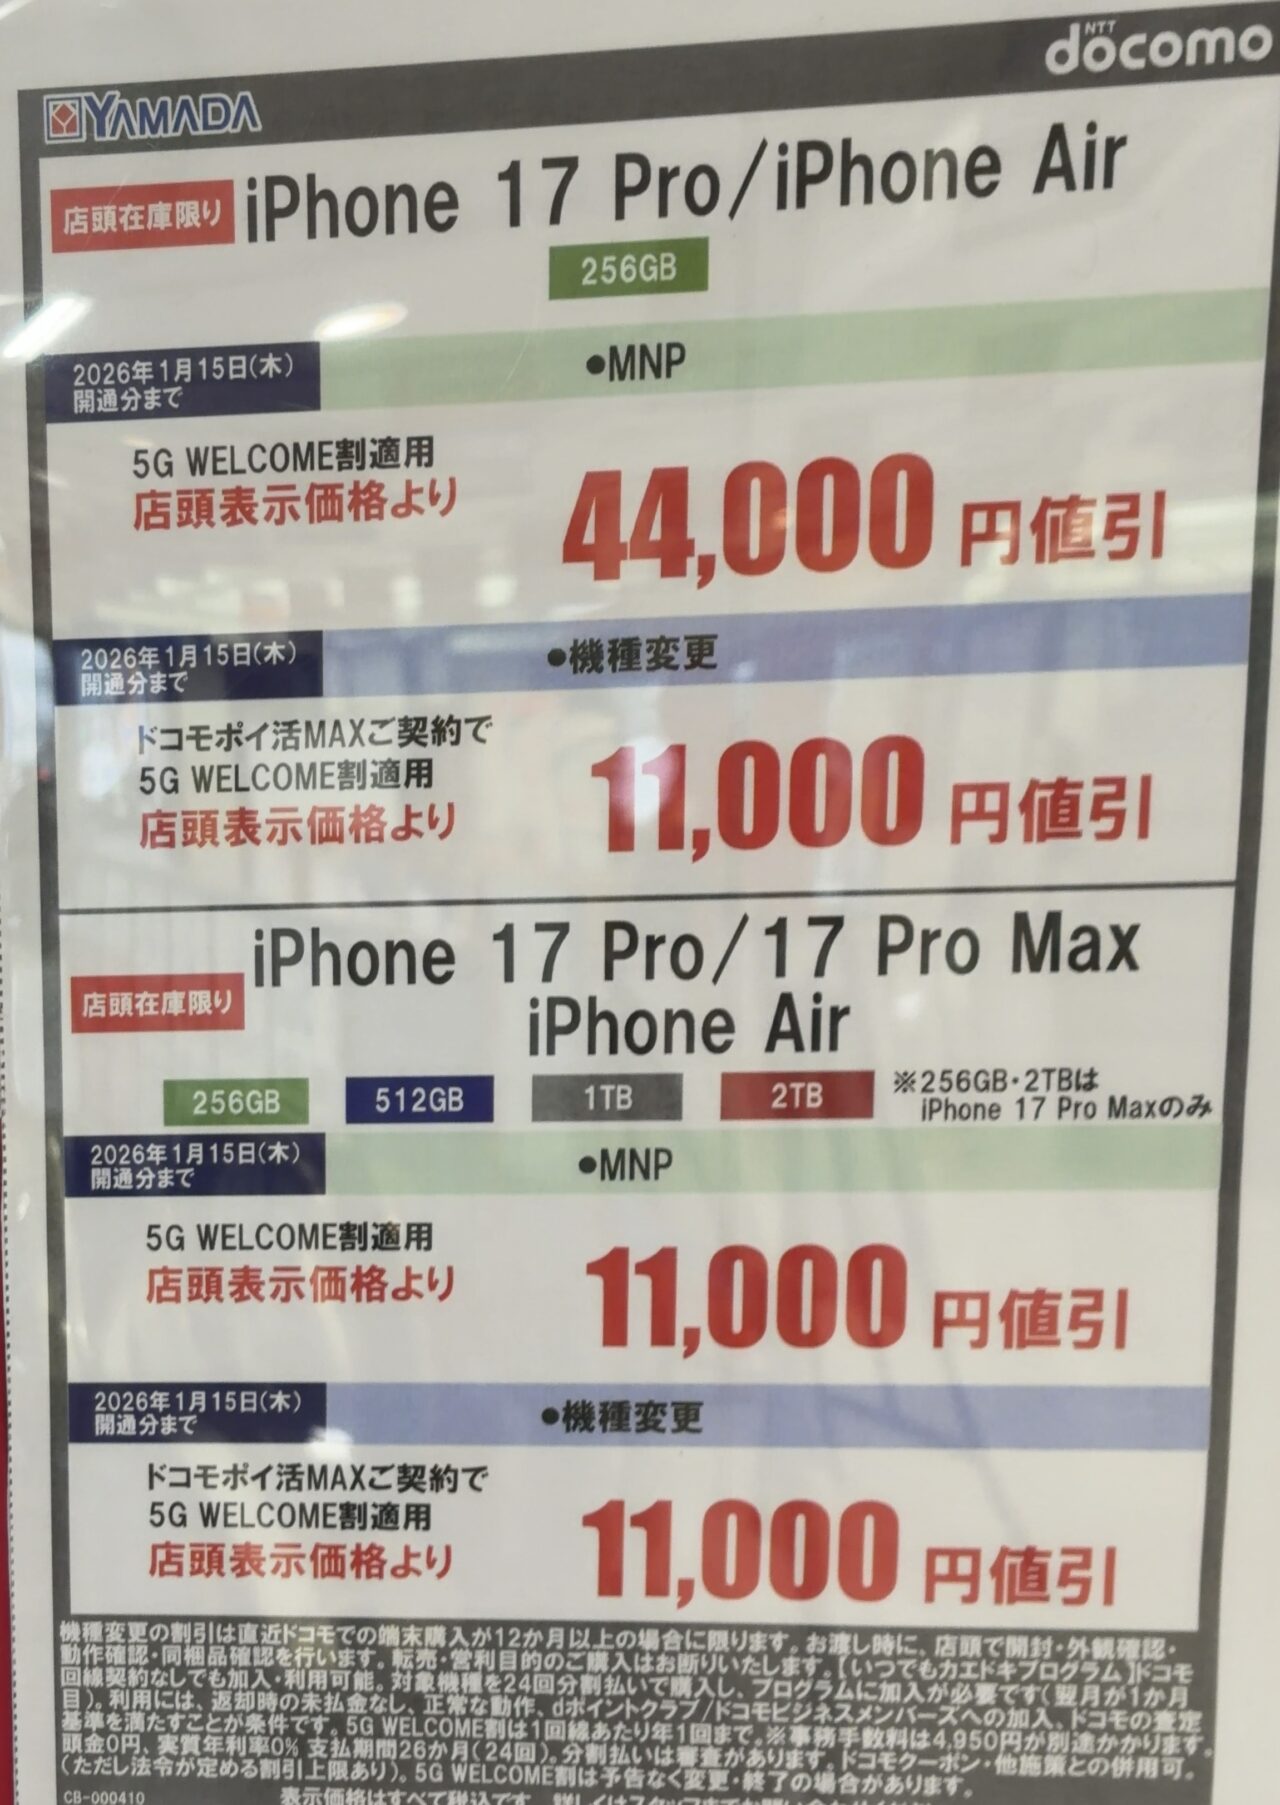 NTT docomo
YAMADA
店頭在庫限り iPhone 17 Pro/iPhone Air
256GB
2026年1月15日(木)
開通分まで
●MNP
5G WELCOME割適用
店頭表示価格より
44,000円値引
2026年1月15日(木)
開通分まで
●機種変更
ドコモポイ活MAXご契約で
5G WELCOME割適用
店頭表示価格より
11,000円値引
店頭在庫限り
iPhone 17 Pro/17 Pro Max
iPhone Air
256GB 512GB 1TB 2TB
※256GB・2TBは
iPhone 17 Pro Maxのみ
2026年1月15日(木)
開通分まで
●MNP
5G WELCOME割適用
店頭表示価格より
11,000円値引
2026年1月15日(木)
開通分まで
●機種変更
ドコモポイ活MAXご契約で
5G WELCOME割適用
店頭表示価格より
11,000円値引
機種変更の割引は直近ドコモでの端末購入が12か月以上の場合に限ります。お渡し時に、店頭で開封・外観確認・
動作確認・同梱品確認を行います。転売・営利目的のご購入はお断りいたします。【いつでもカエドキプログラム】ドコモ
回線契約なしでも加入・利用可能。対象機種を24回分割払いで購入し、プログラムに加入が必要です(翌月が1か月
目)。利用には、返却時の未払金なし、正常な動作、dポイントクラブ/ドコモビジネスメンバーズへの加入、ドコモの査定
基準を満たすことが条件です。5G WELCOME割は1回線あたり年1回まで。※事務手数料は4,950円が別途かかります。
頭金0円、実質年利率0% 支払期間26か月(24回)。分割払いは審査があります。ドコモクーポン・他施策との併用可。
(ただし法令が定める割引上限あり)。5G WELCOME割は予告なく変更・終了の場合があります。
CB-000410
表示価格はすべて税込です。